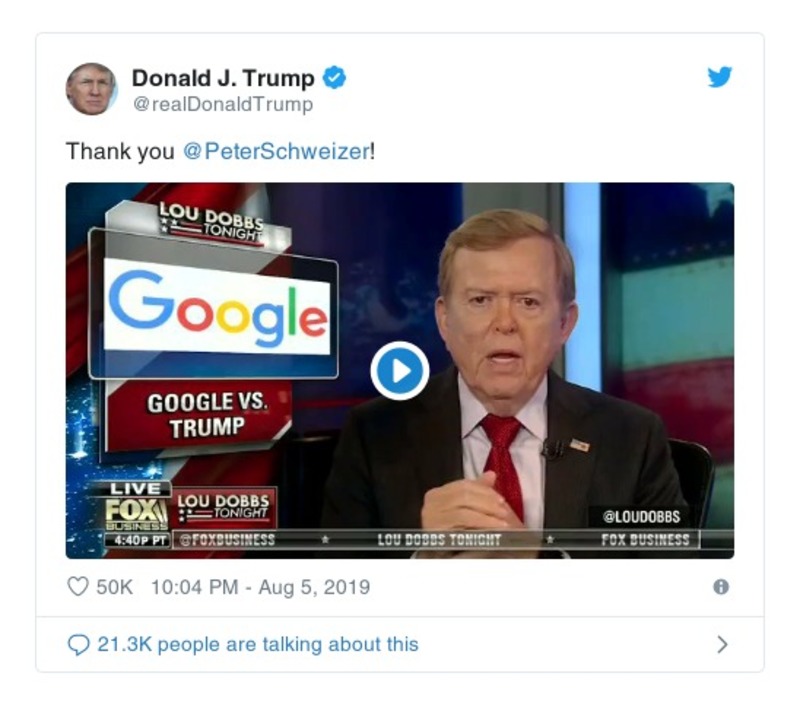 Donald J. Trump
@realDonaldTrump
Thank you @PeterSchweizer!
LOU DOBBS
TONIGHT
Google
GOOGLE VS.
TRUMP
LIVE
FOX
BUSINESS
LOU DOBBS
TONIGHT
@LOUDOBBS
4:40P PT @FOXBUSINESS LOU DOBBS TONIGHT FOX BUSINESS
50K 10:04 PM - Aug 5, 2019
21.3K people are talking about this